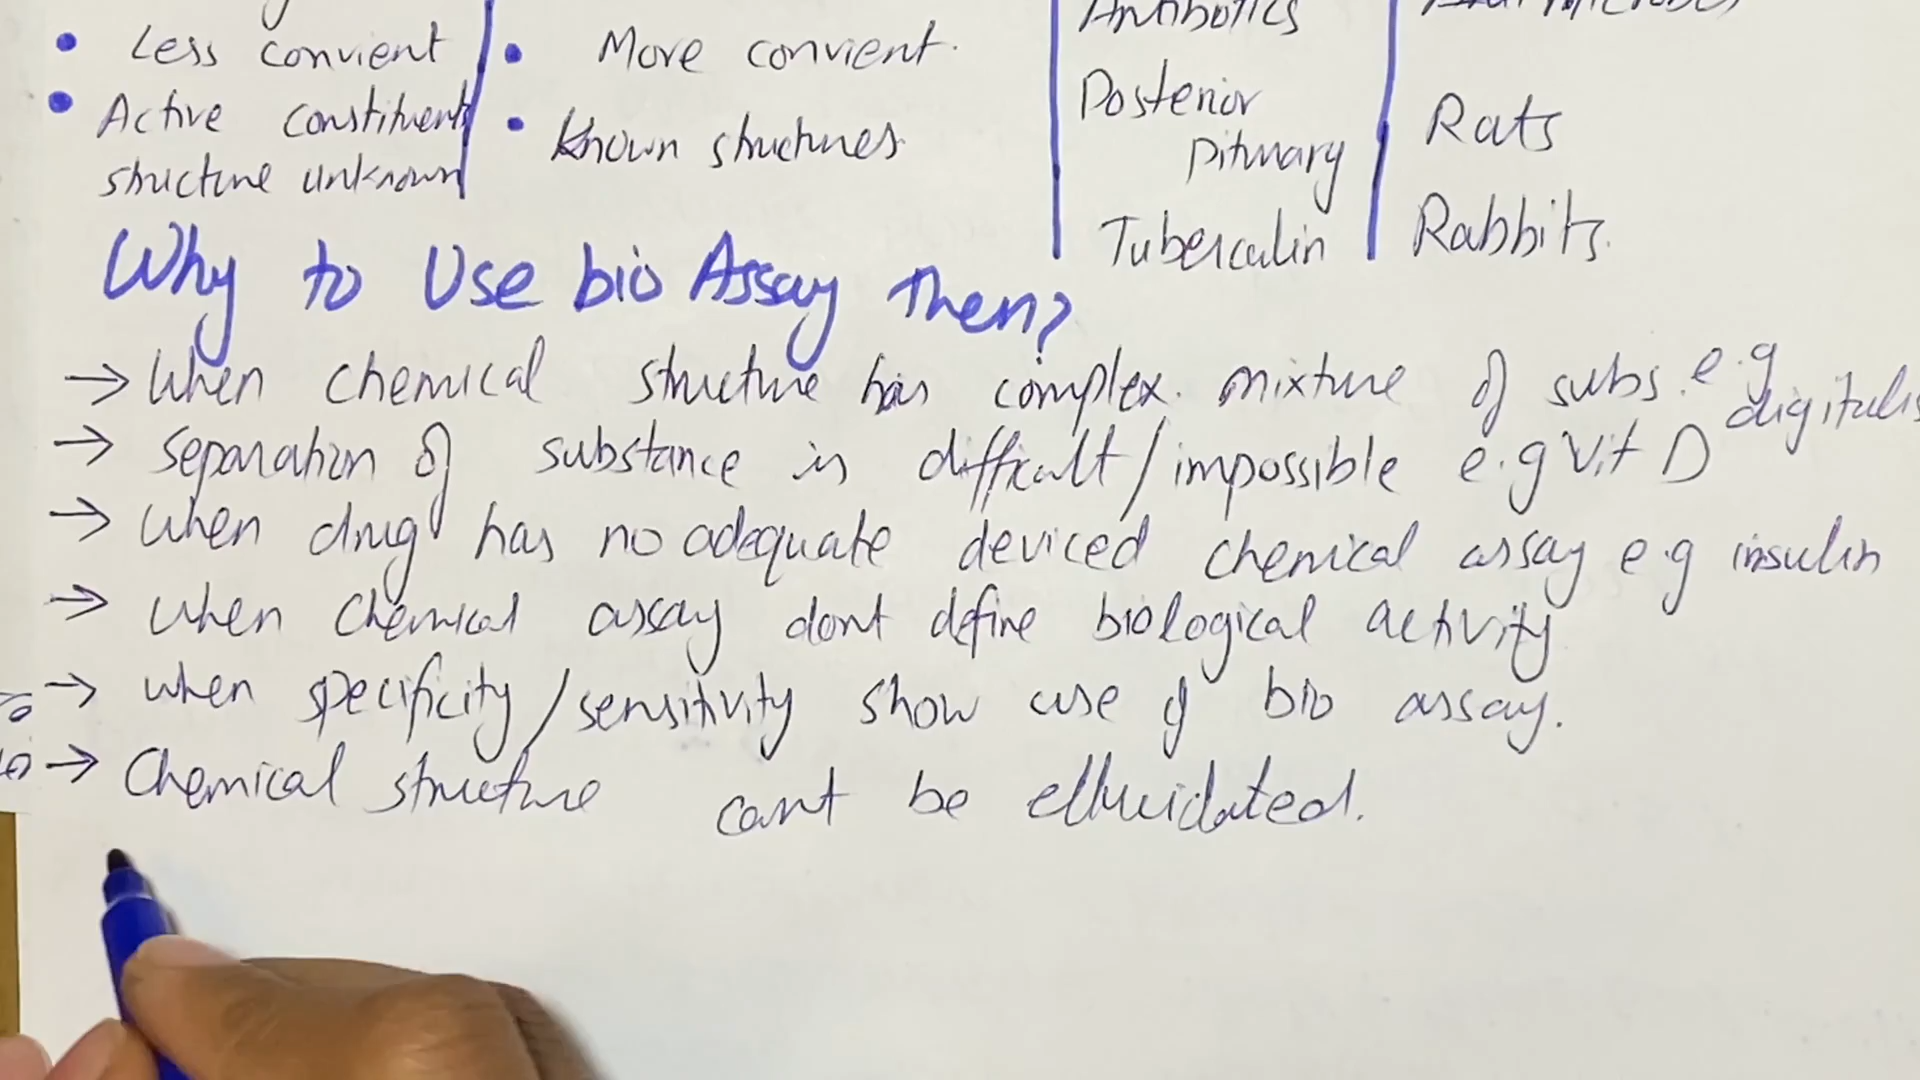 Antibotics
Less convient
More convient.
Posterior
Pitunary
Rats
Active constituents
structure unknown
Known structures
Tuberculin
Rabbits.
Why to Use bio Assay Then?
→ When chemical structure has complex mixture of subs. e.g digitalis
→ separation of substance is difficult/impossible e.g Vit D
→ when drug has no adequate deviced chemical assay e.g insulin
→ when chemical assay dont define biological activity
→ when specificity/sensitivity show use of bio assay.
→ Chemical structure cant be elluidated.